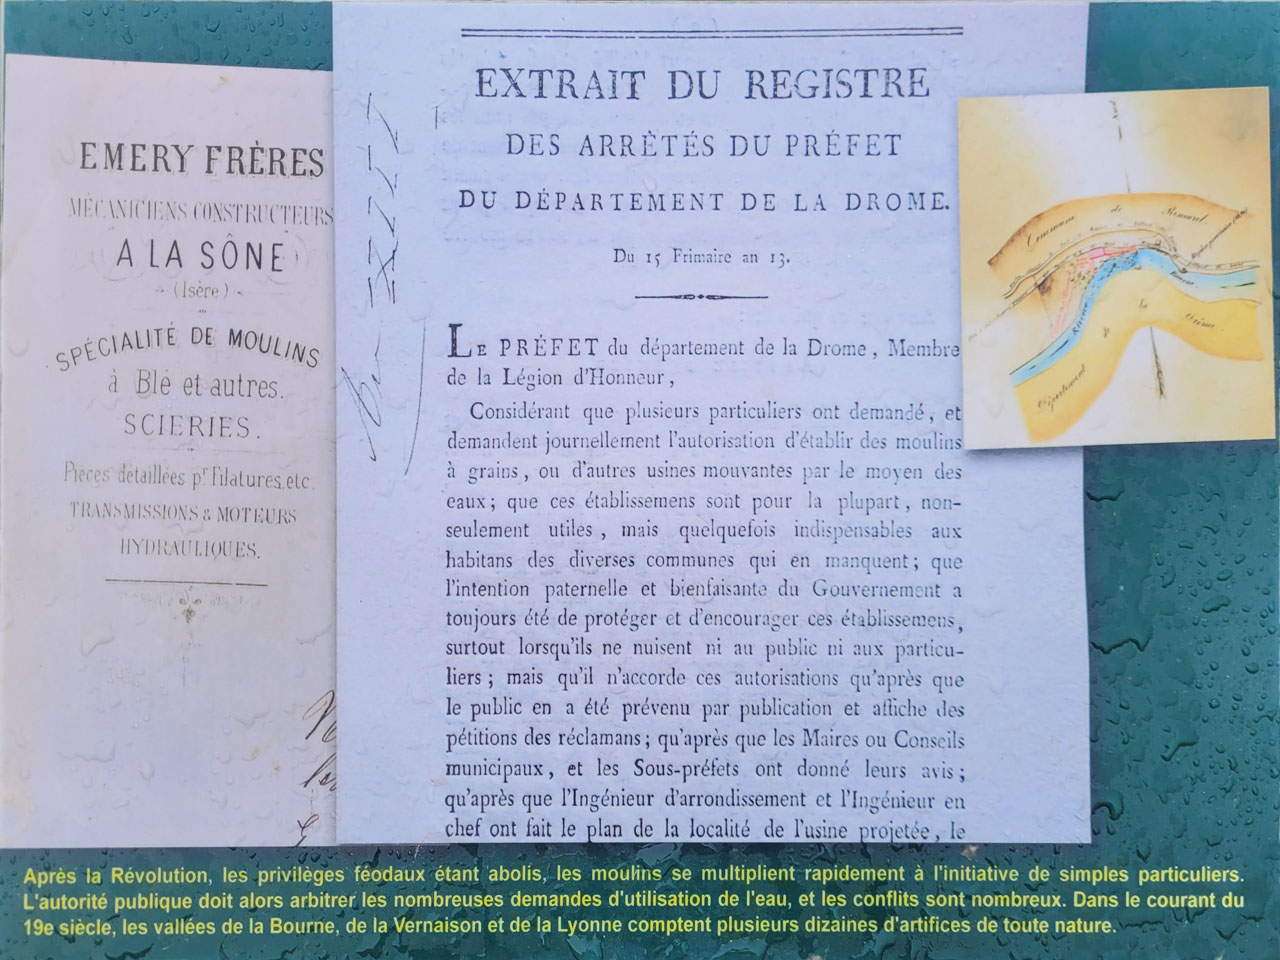 EMERY FRÈRES
MÉCANICIENS CONSTRUCTEURS
A LA SÔNE
(Isère)
SPÉCIALITÉ DE MOULINS
à Blé et autres.
SCIERIES.
Pièces détaillées pr. Filatures, etc.
TRANSMISSIONS & MOTEURS
HYDRAULIQUES.
EXTRAIT DU REGISTRE
DES ARRÊTÉS DU PRÉFET
DU DÉPARTEMENT DE LA DROME.
Du 15 Frimaire an 13.
LE PRÉFET du département de la Drome, Membre
de la Légion d'Honneur,
Considérant que plusieurs particuliers ont demandé, et
demandent journellement l'autorisation d'établir des moulins
à grains, ou d'autres usines mouvantes par le moyen des
eaux; que ces établissemens sont pour la plupart, non-
seulement utiles, mais quelquefois indispensables aux
habitans des diverses communes qui en manquent; que
l'intention paternelle et bienfaisante du Gouvernement a
toujours été de protéger et d'encourager ces établissemens,
surtout lorsqu'ils ne nuisent ni au public ni aux particu-
liers; mais qu'il n'accorde ces autorisations qu'après que
le public en a été prévenu par publication et affiche des
pétitions des réclamans; qu'après que les Maires ou Conseils
municipaux, et les Sous-préfets ont donné leurs avis;
qu'après que l'Ingénieur d'arrondissement et l'Ingénieur en
chef ont fait le plan de la localité de l'usine projetée, le
Commune de
Département de la Drôme
Après la Révolution, les privilèges féodaux étant abolis, les moulins se multiplient rapidement à l'initiative de simples particuliers.
L'autorité publique doit alors arbitrer les nombreuses demandes d'utilisation de l'eau, et les conflits sont nombreux. Dans le courant du
19e siècle, les vallées de la Bourne, de la Vernaison et de la Lyonne comptent plusieurs dizaines d'artifices de toute nature.